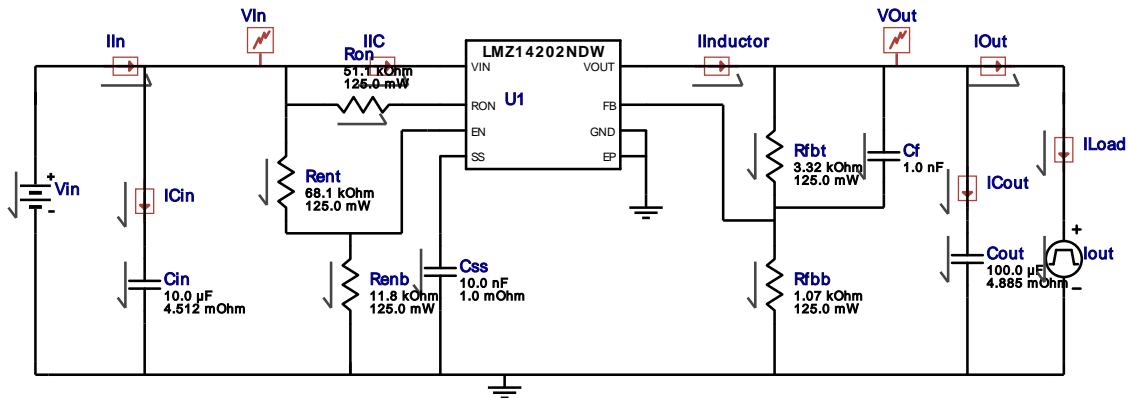 VIn
VOut
IIn
IIC
IInductor
IOut
Ron
51.1 kOhm
125.0 mW
LMZ14202NDW
VIN
VOUT
U1
RON
FB
EN
GND
SS
EP
Rfbt
3.32 kOhm
125.0 mW
Cf
1.0 nF
ILoad
+
Vin
-
ICin
Rent
68.1 kOhm
125.0 mW
ICout
Cin
10.0 µF
4.512 mOhm
Renb
11.8 kOhm
125.0 mW
Css
10.0 nF
1.0 mOhm
Rfbb
1.07 kOhm
125.0 mW
Cout
100.0 µF
4.885 mOhm
+
Iout
-